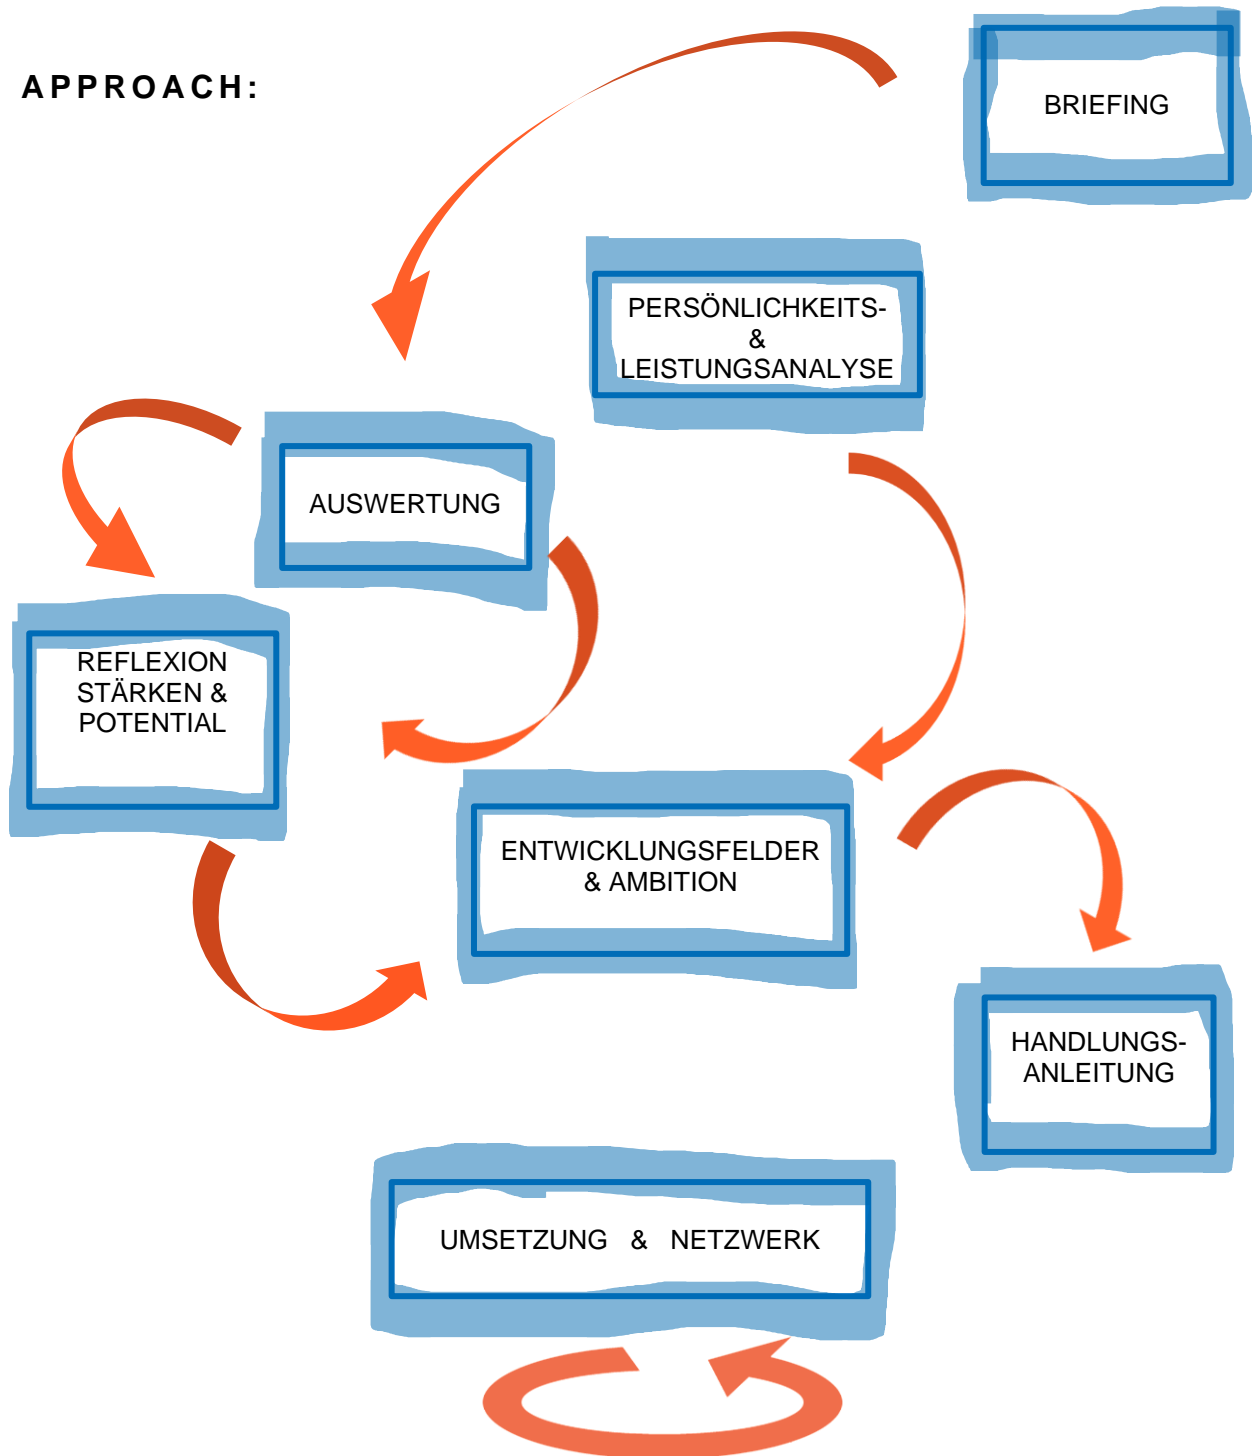 APPROACH:
BRIEFING
PERSÖNLICHKEITS-
&
LEISTUNGSANALYSE
AUSWERTUNG
REFLEXION
STÄRKEN &
POTENTIAL
ENTWICKLUNGSFELDER
& AMBITION
HANDLUNGS-
ANLEITUNG
UMSETZUNG & NETZWERK